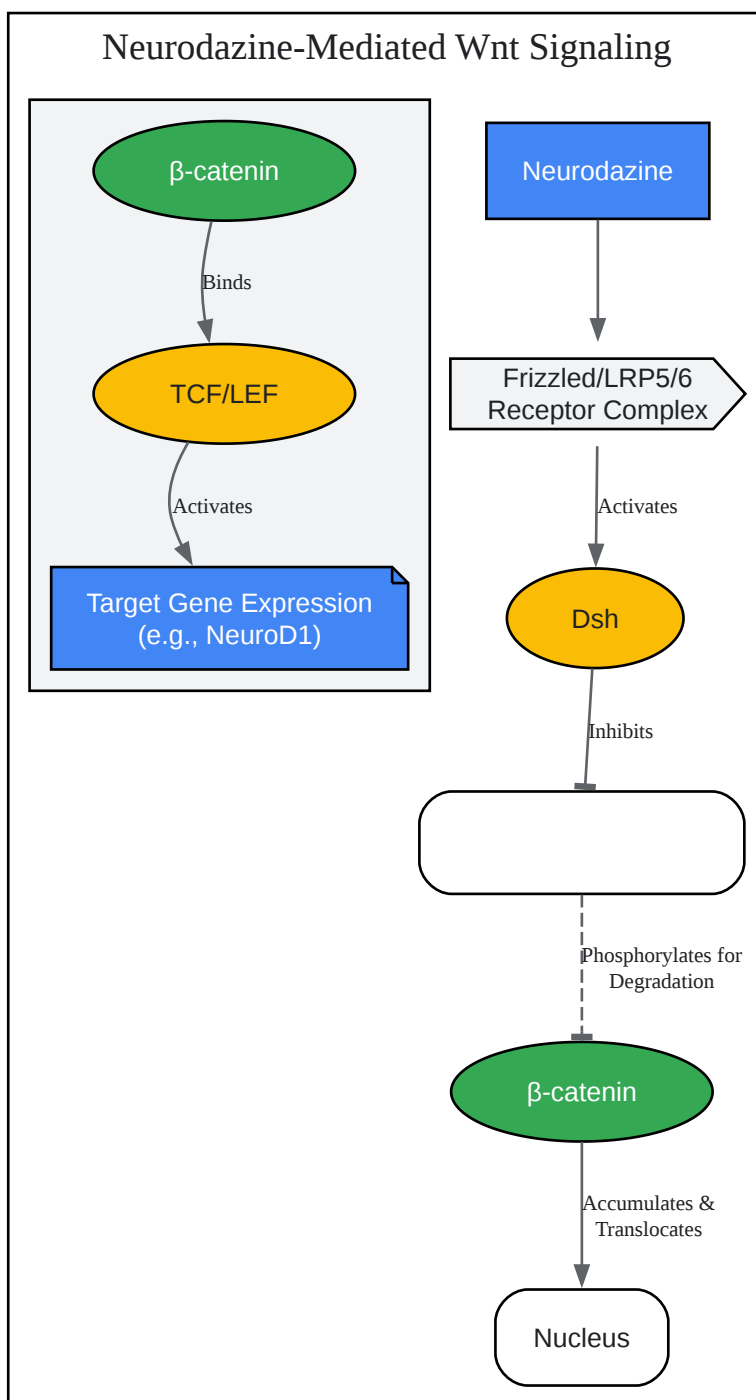 Neurodazine-Mediated Wnt Signaling
β-catenin
Binds
TCF/LEF
Activates
Target Gene Expression
(e.g., NeuroD1)
Neurodazine
Frizzled/LRP5/6
Receptor Complex
Activates
Dsh
Inhibits
Phosphorylates for
Degradation
β-catenin
Accumulates &
Translocates
Nucleus